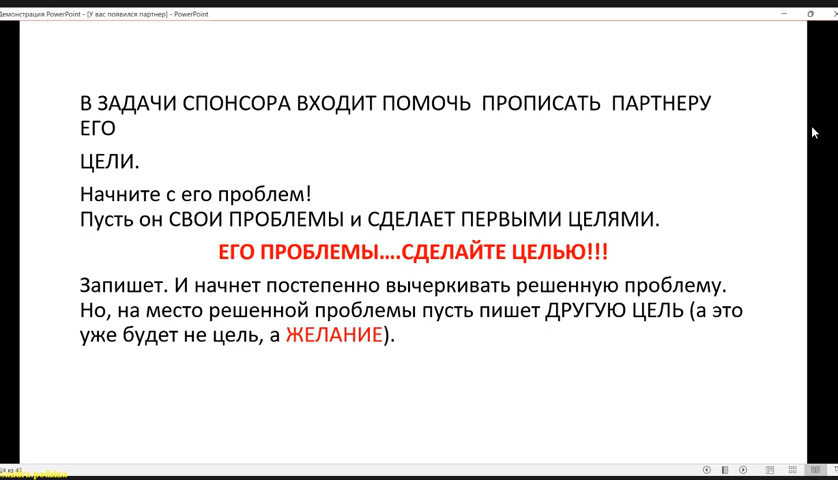 Демонстрация PowerPoint - [У вас появился партнер] - PowerPoint
В ЗАДАЧИ СПОНСОРА ВХОДИТ ПОМОЧЬ ПРОПИСАТЬ ПАРТНЕРУ
ЕГО
ЦЕЛИ.
Начните с его проблем!
Пусть он СВОИ ПРОБЛЕМЫ и СДЕЛАЕТ ПЕРВЫМИ ЦЕЛЯМИ.
ЕГО ПРОБЛЕМЫ....СДЕЛАЙТЕ ЦЕЛЬЮ!!!
Запишет. И начнет постепенно вычеркивать решенную проблему.
Но, на место решенной проблемы пусть пишет ДРУГУЮ ЦЕЛЬ (а это
уже будет не цель, а ЖЕЛАНИЕ).
24 из 41